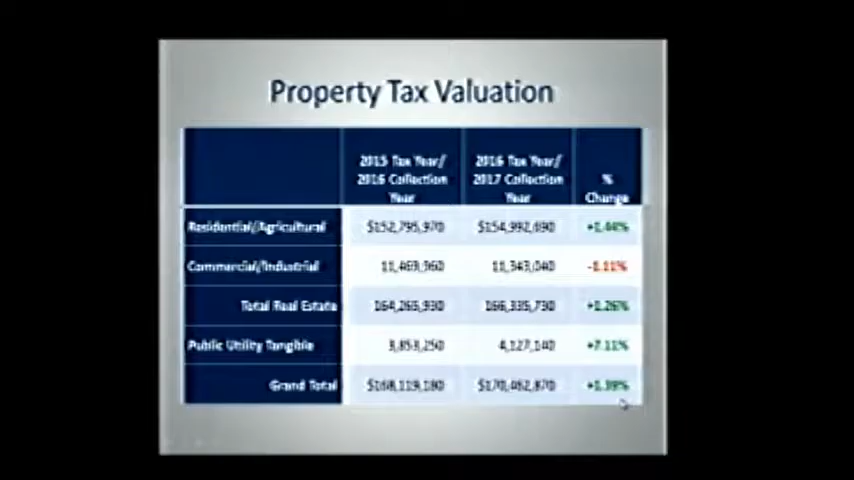 Property Tax Valuation
2015 Tax Year/ 2016 Collection Year
2016 Tax Year/ 2017 Collection Year
% Change
Residential/Agricultural $152,795,970 $154,992,690 +1.44%
Commercial/Industrial 11,469,960 11,343,040 -1.11%
Total Real Estate 164,265,930 166,335,730 +1.26%
Public Utility Tangible 3,853,250 4,127,140 +7.11%
Grand Total $168,119,180 $170,462,870 +1.39%